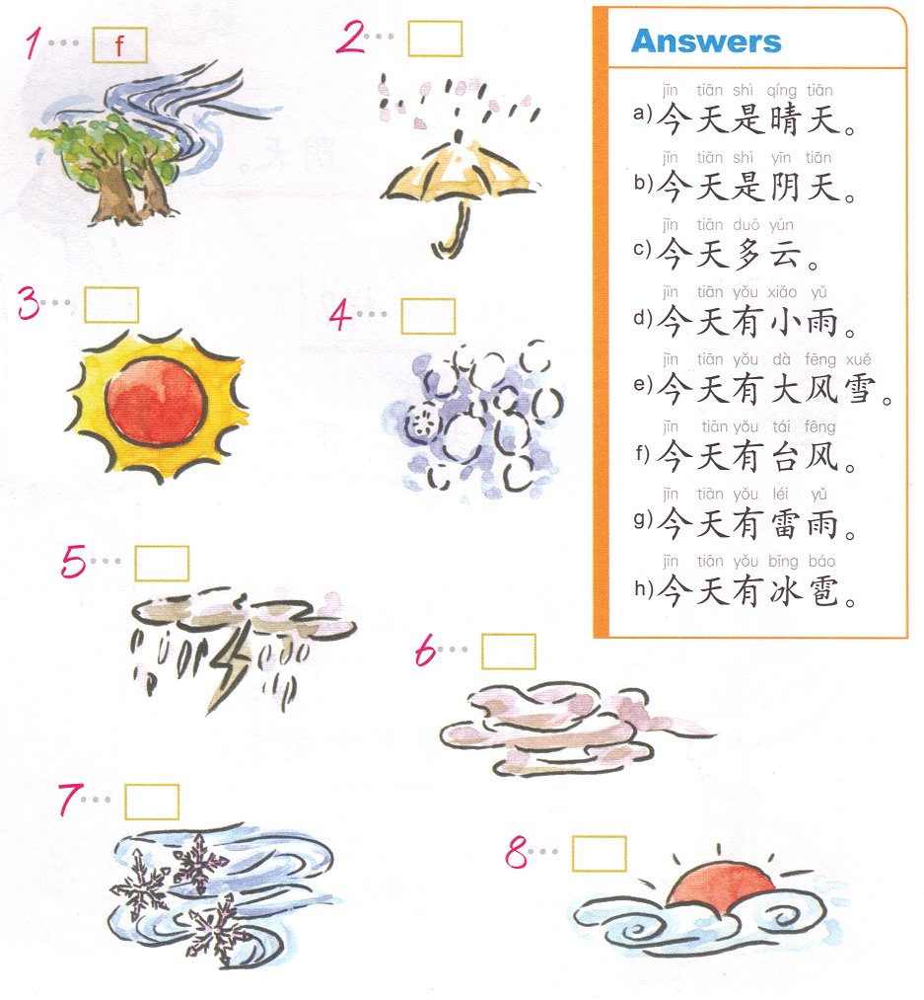 1 ··· f
2 ···
3 ···
4 ···
5 ···
6 ···
7 ···
8 ···
Answers
jīn tiān shì qíng tiān
a) 今天是晴天。
jīn tiān shì yīn tiān
b) 今天是阴天。
jīn tiān duō yún
c) 今天多云。
jīn tiān yǒu xiǎo yǔ
d) 今天有小雨。
jīn tiān yǒu dà fēng xuě
e) 今天有大风雪。
jīn tiān yǒu tái fēng
f) 今天有台风。
jīn tiān yǒu léi yǔ
g) 今天有雷雨。
jīn tiān yǒu bīng báo
h) 今天有冰雹。